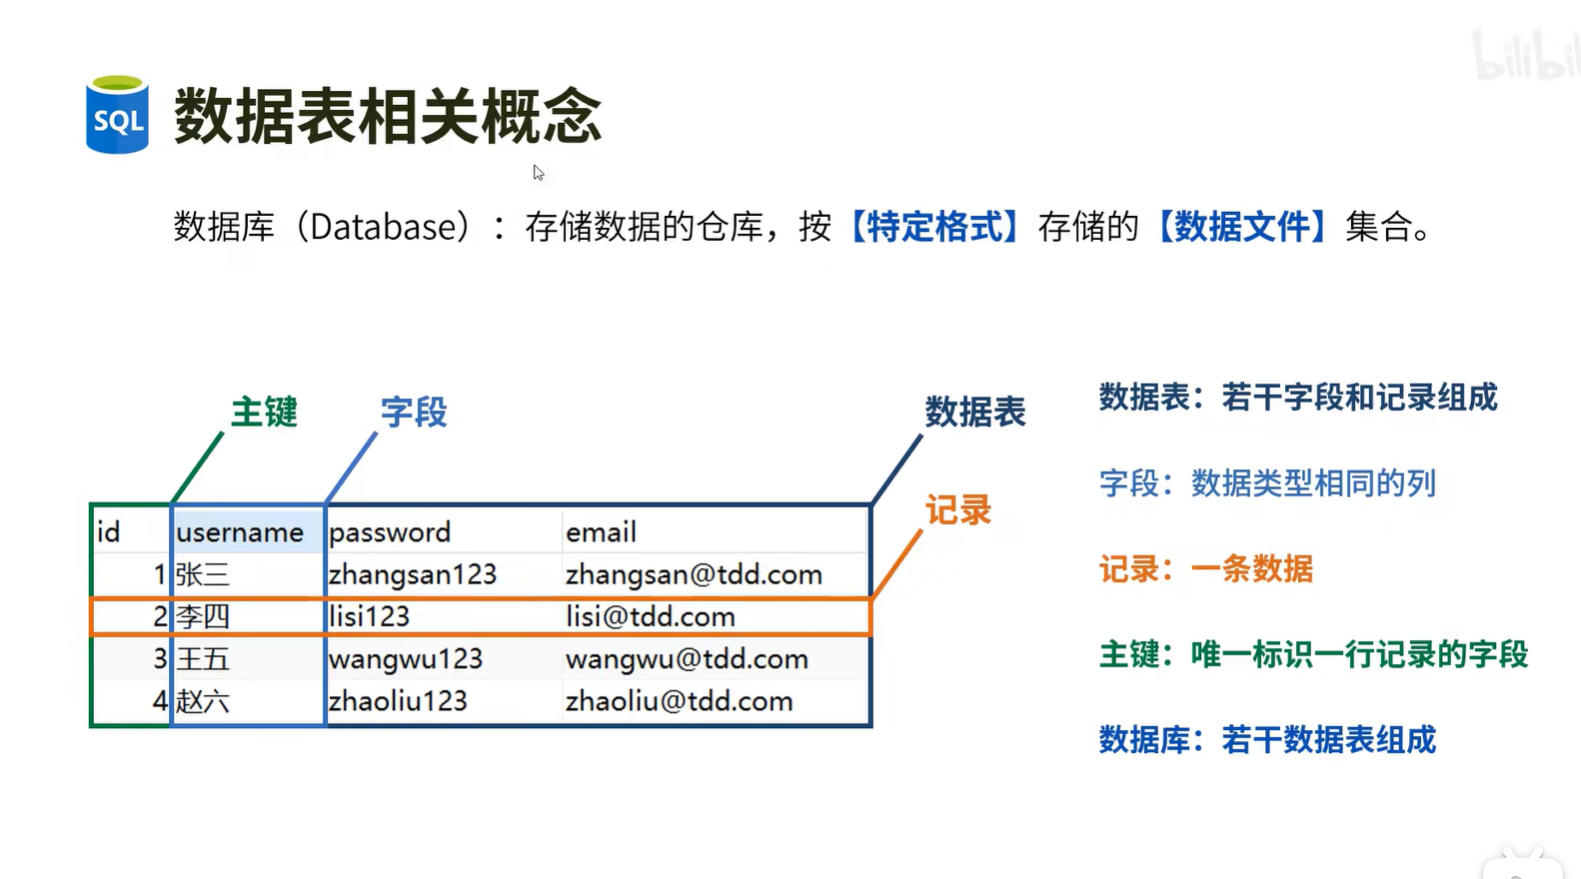 bilibil
SQL
数据表相关概念
数据库（Database）：存储数据的仓库，按【特定格式】存储的【数据文件】集合。
主键
字段
数据表
记录
id username password email
1 张三 zhangsan123 zhangsan@tdd.com
2 李四 lisi123 lisi@tdd.com
3 王五 wangwu123 wangwu@tdd.com
4 赵六 zhaoliu123 zhaoliu@tdd.com
数据表：若干字段和记录组成
字段：数据类型相同的列
记录：一条数据
主键：唯一标识一行记录的字段
数据库：若干数据表组成